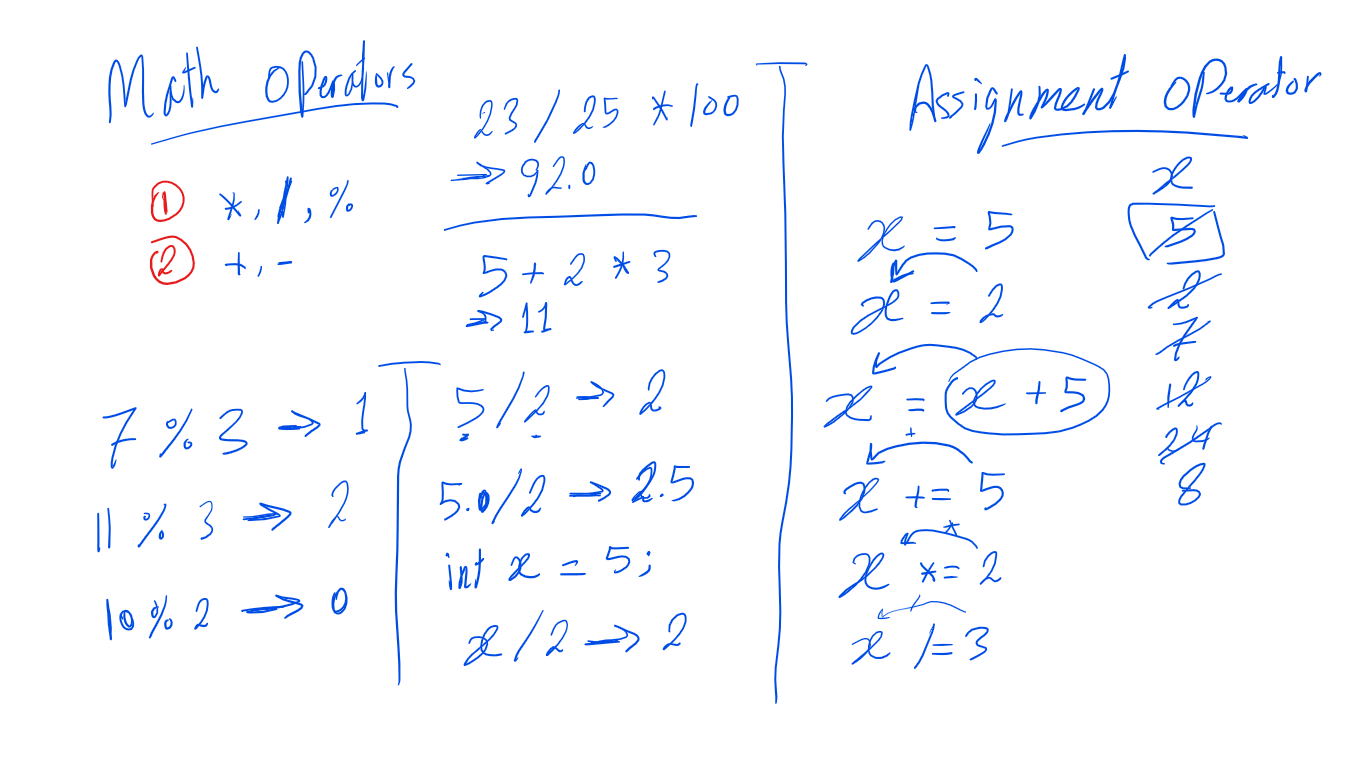 Math Operators
① *, /, %
② +, -
23 / 25 * 100
→ 92.0
5 + 2 * 3
→ 11
7 % 3 → 1
11 % 3 → 2
10 % 2 → 0
5 / 2 → 2
5.0 / 2 → 2.5
int x = 5;
x / 2 → 2
Assignment Operator
x = 5
x = 2
x = x + 5
+
x += 5
*
x *= 2
/
x /= 3
x
5
2
7
12
24
8